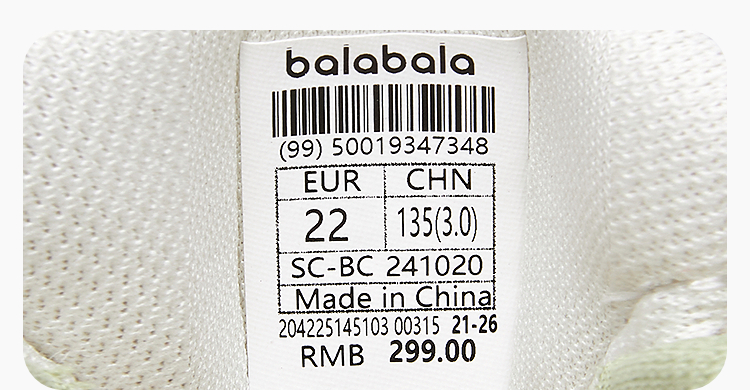 balabala
(99) 50019347348
EUR CHN
22 135(3.0)
SC-BC 241020
Made in China
204225145103 00315 21-26
RMB 299.00